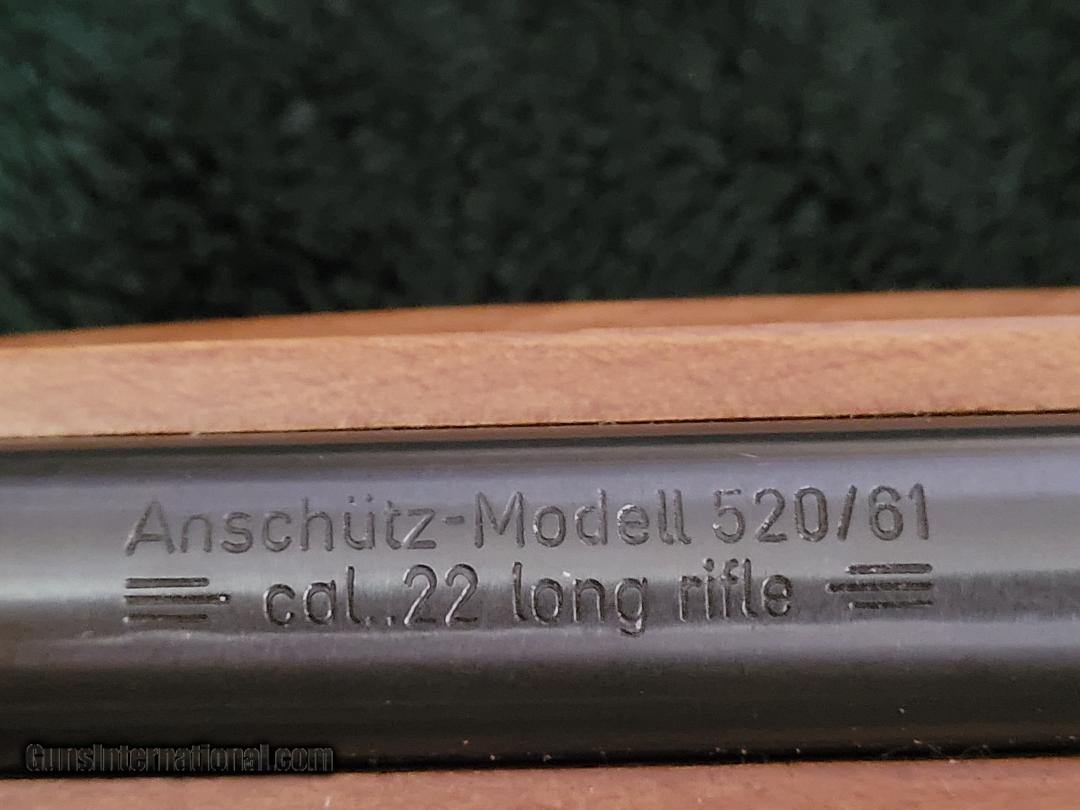 Anschütz-Modell 520/61
cal..22 long rifle
GunsInternational.com